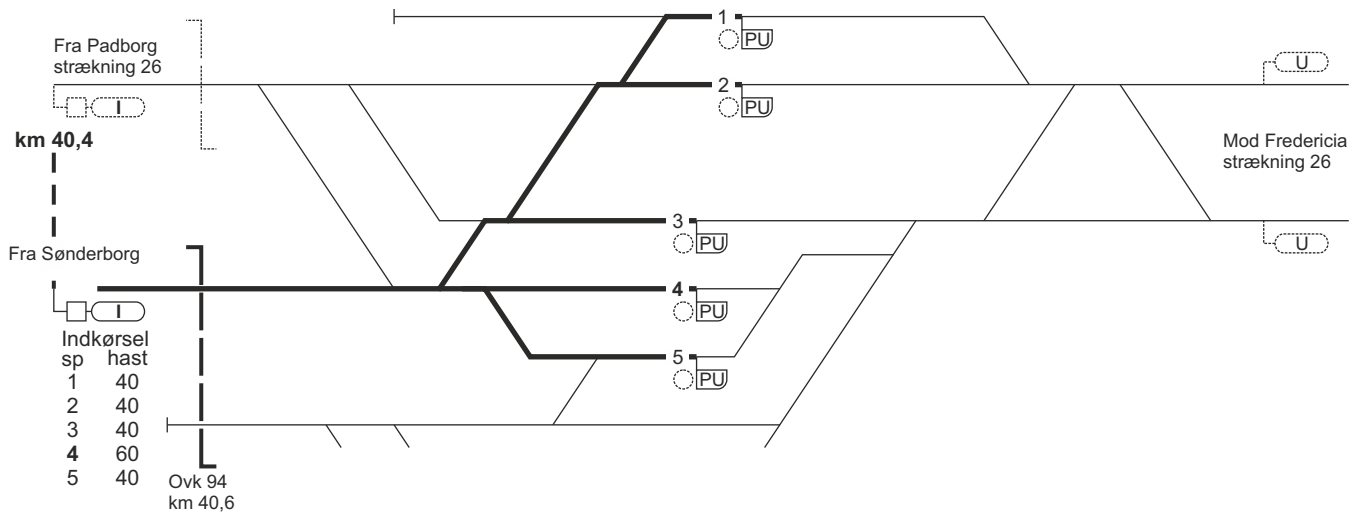 1
PU
Fra Padborg
strækning 26
U
2
I
PU
km 40,4
Mod Fredericia
strækning 26
3
PU
U
Fra Sønderborg
4
I
PU
Indkørsel
sp hast
1 40
2 40
3 40
4 60
5 40
5
PU
Ovk 94
km 40,6